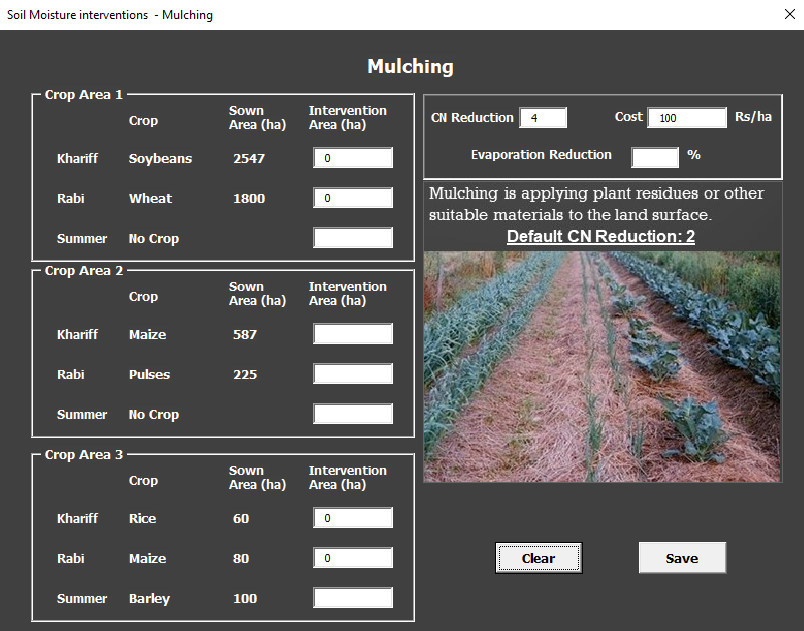 Soil Moisture interventions - Mulching
Mulching
Crop Area 1
Crop
Sown
Area (ha)
Intervention
Area (ha)
Khariff Soybeans 2547 0
Rabi Wheat 1800 0
Summer No Crop
Crop Area 2
Crop
Sown
Area (ha)
Intervention
Area (ha)
Khariff Maize 587
Rabi Pulses 225
Summer No Crop
Crop Area 3
Crop
Sown
Area (ha)
Intervention
Area (ha)
Khariff Rice 60 0
Rabi Maize 80 0
Summer Barley 100
CN Reduction 4 Cost 100 Rs/ha
Evaporation Reduction %
Mulching is applying plant residues or other
suitable materials to the land surface.
Default CN Reduction: 2
Clear Save